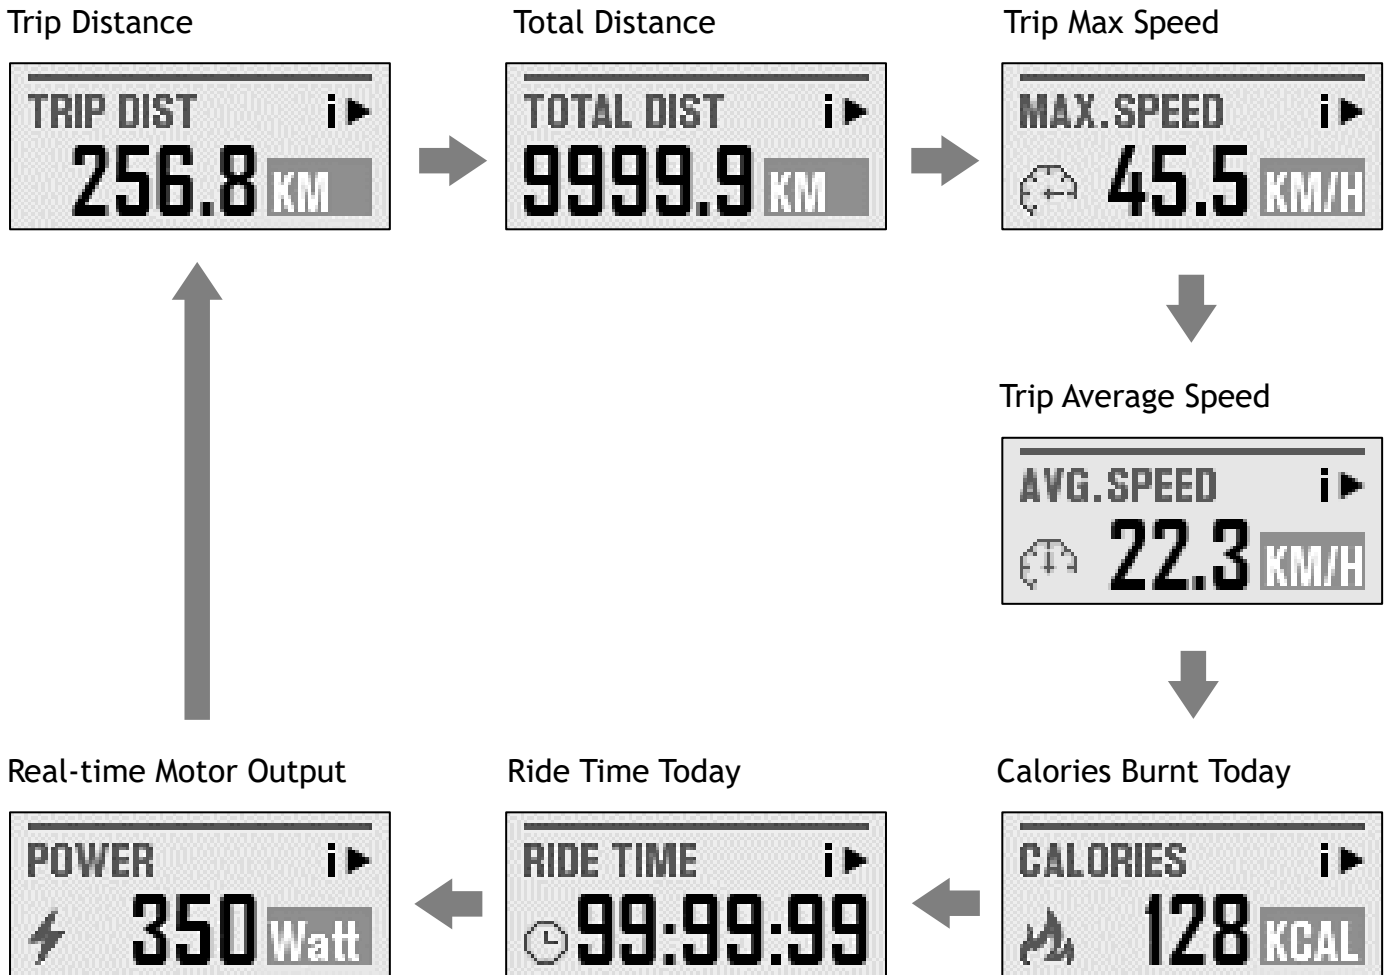 Trip Distance
Total Distance
Trip Max Speed
TRIP DIST i
256.8 KM
TOTAL DIST i
9999.9 KM
MAX.SPEED i
45.5 KM/H
Trip Average Speed
AVG.SPEED i
22.3 KM/H
Real-time Motor Output
Ride Time Today
Calories Burnt Today
POWER i
350 Watt
RIDE TIME i
99:99:99
CALORIES i
128 KCAL